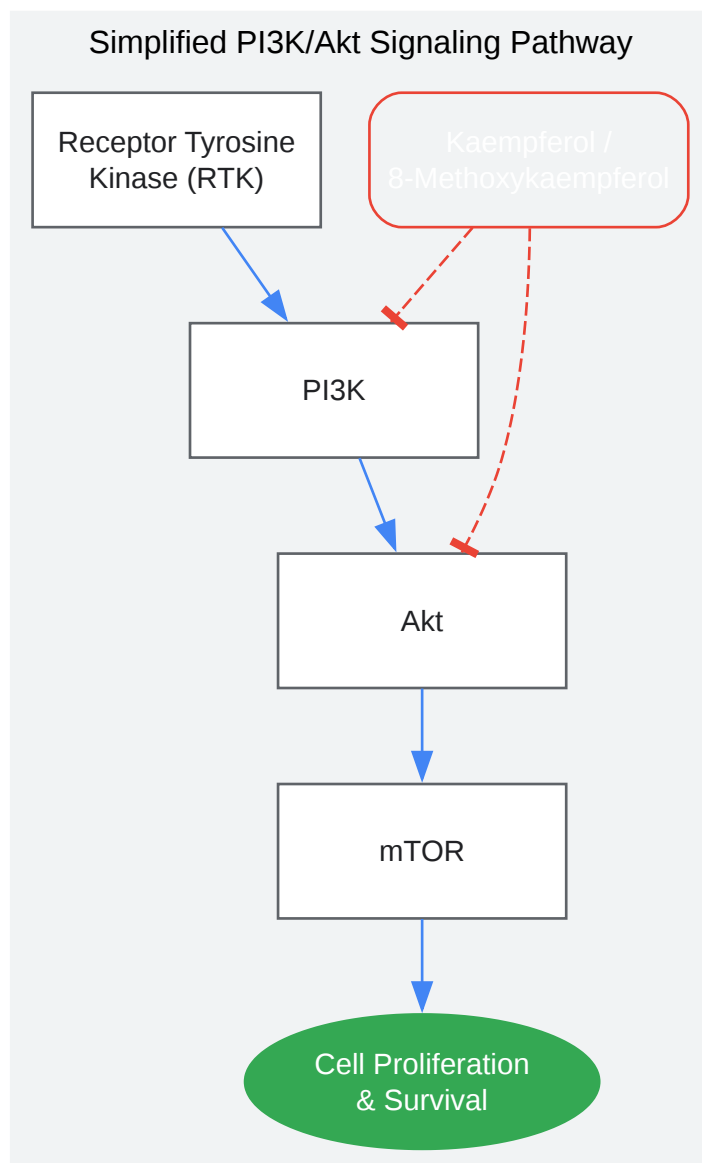 Simplified PI3K/Akt Signaling Pathway
Receptor Tyrosine
Kinase (RTK)
Kaempferol /
8-Methoxykaempferol
PI3K
Akt
mTOR
Cell Proliferation
& Survival